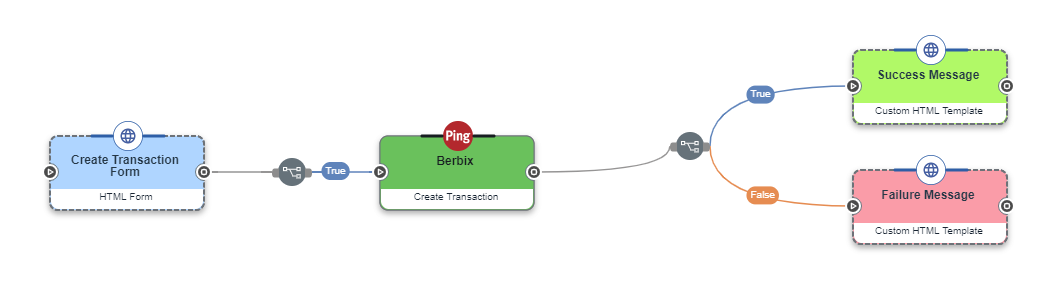 Create Transaction
Form
HTML Form
True
Ping
Berbix
Create Transaction
True
False
Success Message
Custom HTML Template
Failure Message
Custom HTML Template